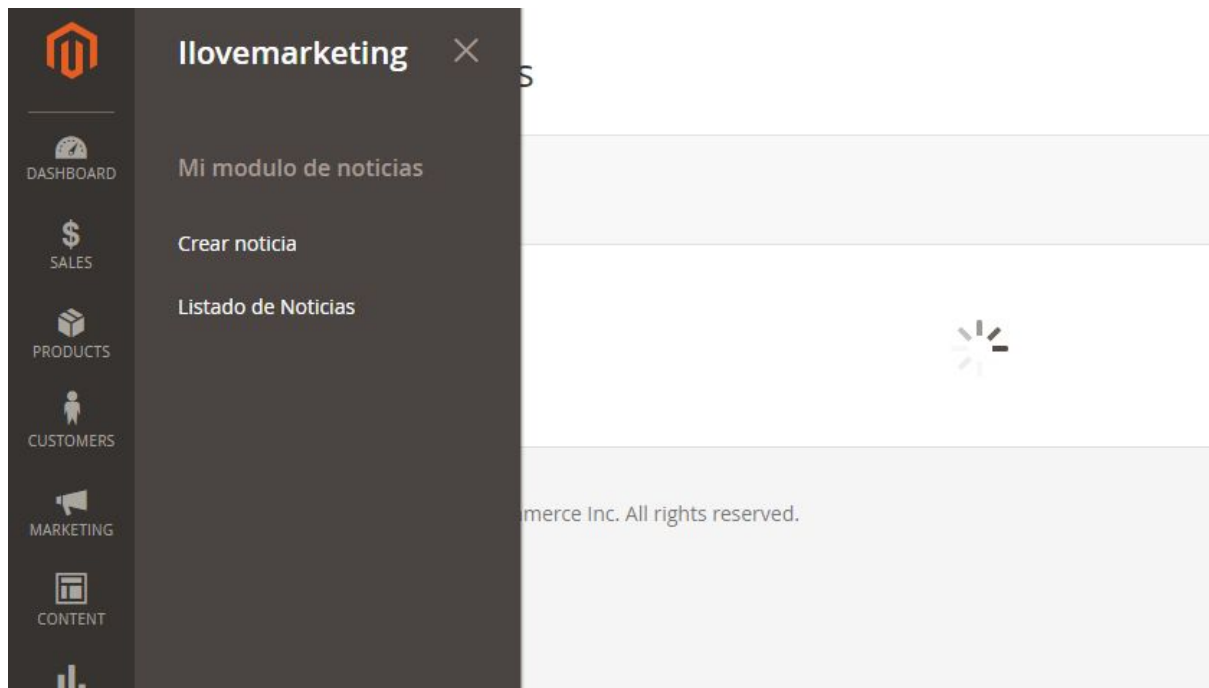 Ilovemarketing
s
DASHBOARD
Mi modulo de noticias
SALES
Crear noticia
Listado de Noticias
PRODUCTS
CUSTOMERS
MARKETING
merce Inc. All rights reserved.
CONTENT